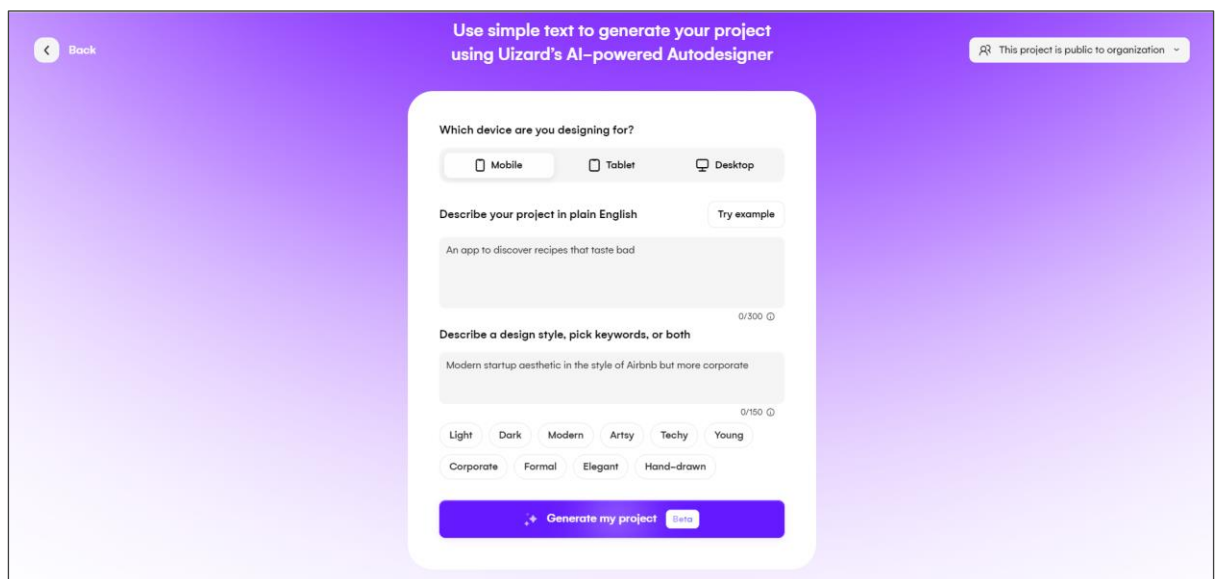 Use simple text to generate your project
using Uizard's AI-powered Autodesigner
Back
This project is public to organization
Which device are you designing for?
Mobile Tablet Desktop
Describe your project in plain English Try example
An app to discover recipes that taste bad
0/300
Describe a design style, pick keywords, or both
Modern startup aesthetic in the style of Airbnb but more corporate
0/150
Light Dark Modern Artsy Techy Young
Corporate Formal Elegant Hand-drawn
Generate my project Beta